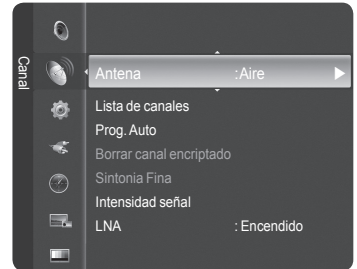 Canal
Antena :Aire
Lista de canales
Prog. Auto
Borrar canal encriptado
Sintonia Fina
Intensidad señal
LNA : Encendido